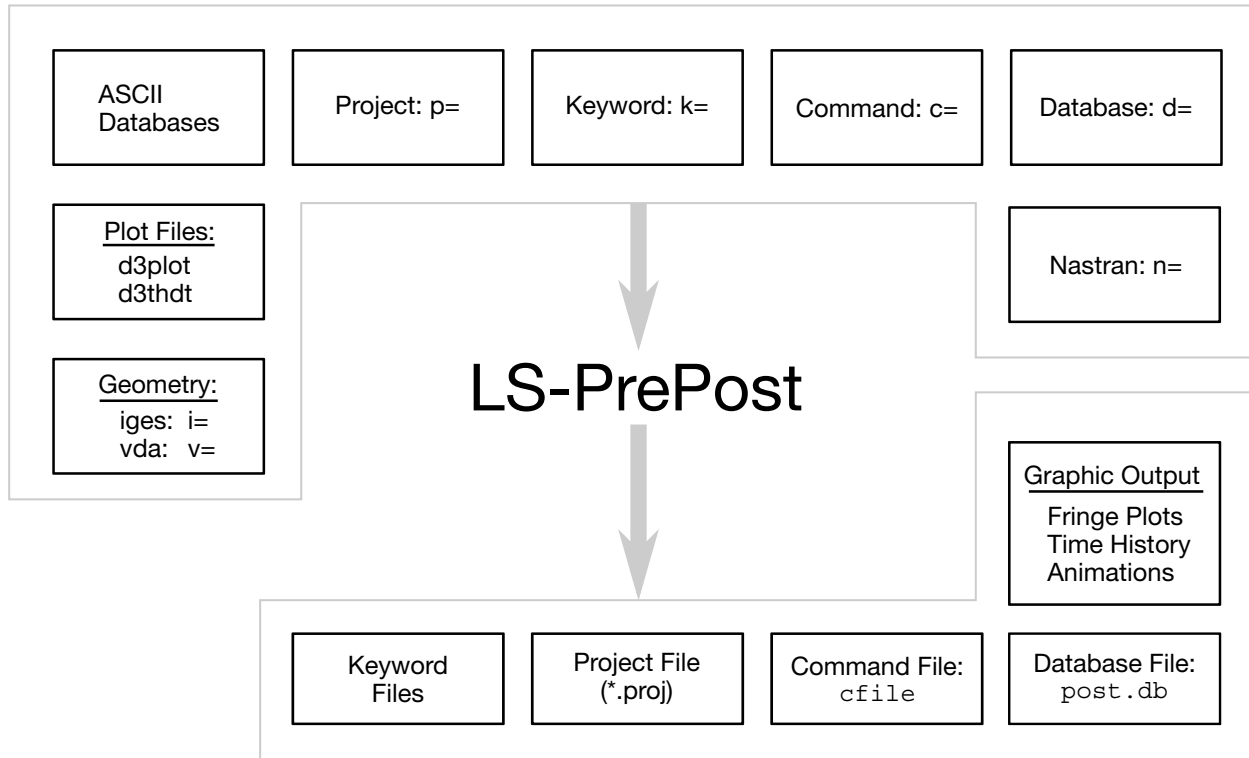 ASCII
Databases
Project: p=
Keyword: k=
Command: c=
Database: d=
Plot Files:
d3plot
d3thdt
Nastran: n=
Geometry:
iges: i=
vda: v=
LS-PrePost
Graphic Output
Fringe Plots
Time History
Animations
Keyword
Files
Project File
(*.proj)
Command File:
cfile
Database File:
post.db